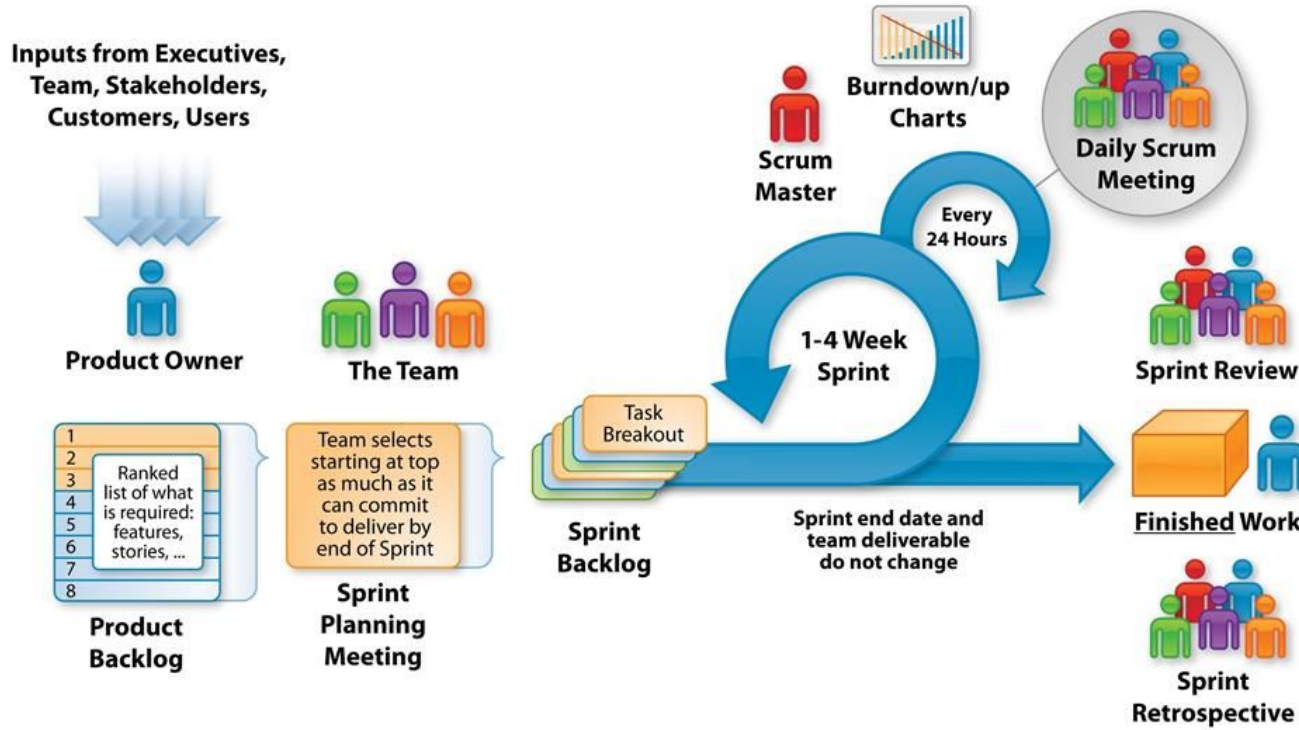 Inputs from Executives,
Team, Stakeholders,
Customers, Users
Product Owner
The Team
1
2
3
4
5
6
7
8
Ranked
list of what
is required:
features,
stories, ...
Product
Backlog
Team selects
starting at top
as much as it
can commit
to deliver by
end of Sprint
Sprint
Planning
Meeting
Task
Breakout
Sprint
Backlog
Scrum
Master
Burndown/up
Charts
Every
24 Hours
1-4 Week
Sprint
Daily Scrum
Meeting
Sprint end date and
team deliverable
do not change
Sprint Review
Finished Work
Sprint
Retrospective